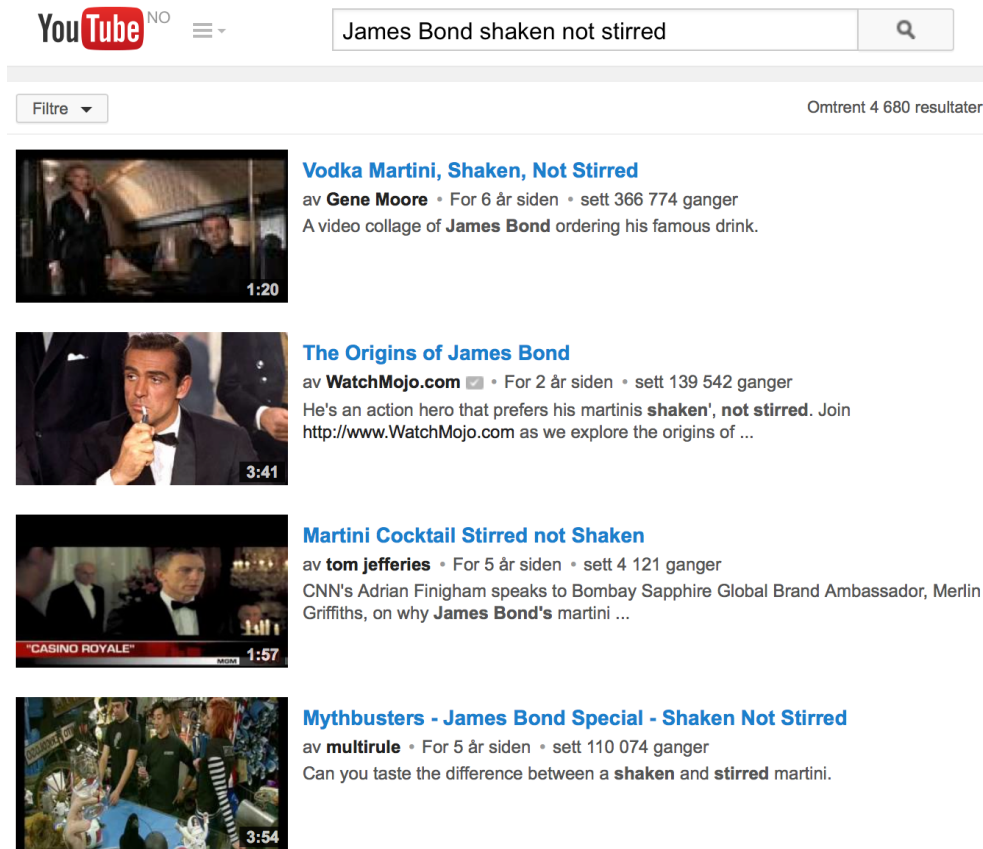 YouTube NO
James Bond shaken not stirred
Filtre
Omtrent 4 680 resultater
Vodka Martini, Shaken, Not Stirred
av Gene Moore • For 6 år siden • sett 366 774 ganger
A video collage of James Bond ordering his famous drink.
1:20
The Origins of James Bond
av WatchMojo.com • For 2 år siden • sett 139 542 ganger
He's an action hero that prefers his martinis shaken', not stirred. Join
http://www.WatchMojo.com as we explore the origins of ...
3:41
Martini Cocktail Stirred not Shaken
av tom jefferies • For 5 år siden • sett 4 121 ganger
CNN's Adrian Finigham speaks to Bombay Sapphire Global Brand Ambassador, Merlin
Griffiths, on why James Bond's martini ...
"CASINO ROYALE"
MGM
1:57
Mythbusters - James Bond Special - Shaken Not Stirred
av multirule • For 5 år siden • sett 110 074 ganger
Can you taste the difference between a shaken and stirred martini.
3:54